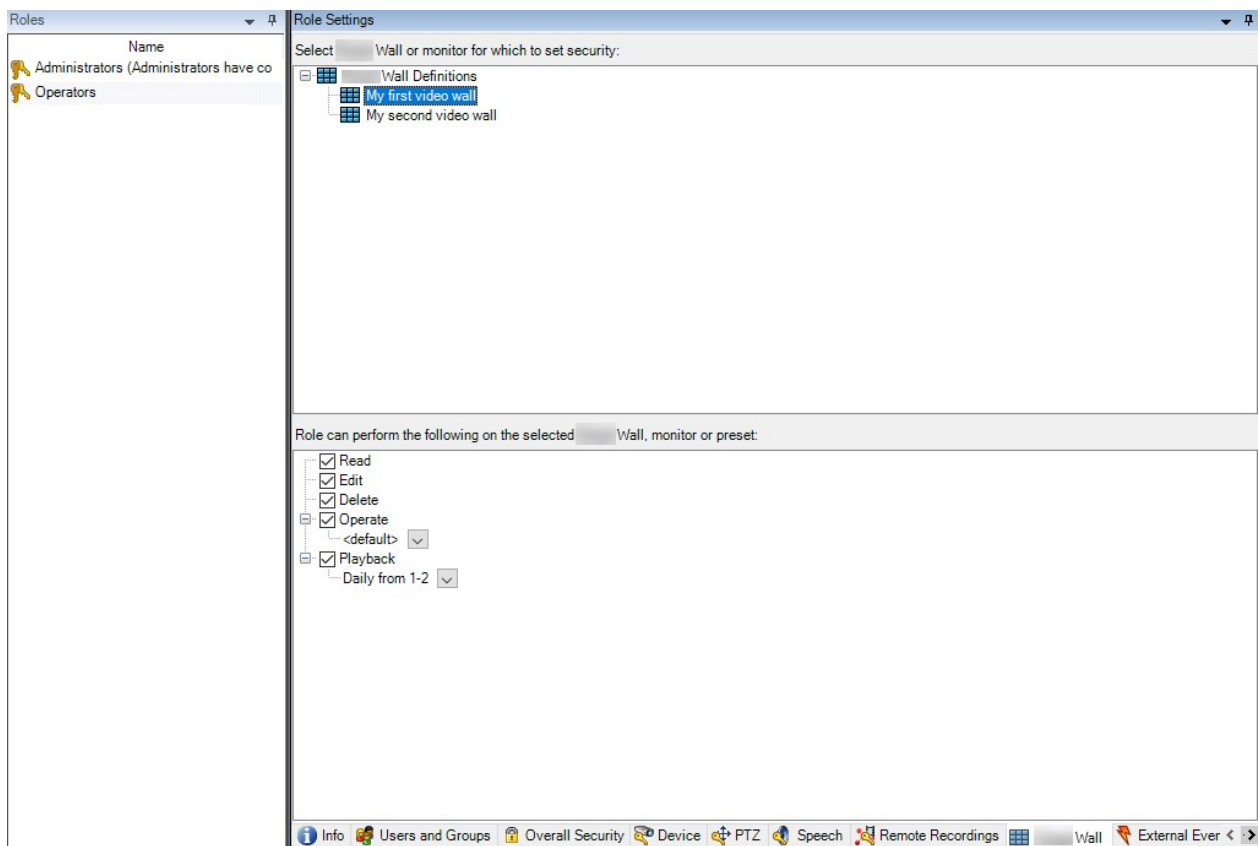 Roles
Name
Administrators (Administrators have co
Operators
Role Settings
Select Wall or monitor for which to set security:
Wall Definitions
My first video wall
My second video wall
Role can perform the following on the selected Wall, monitor or preset:
Read
Edit
Delete
Operate
<default>
Playback
Daily from 1-2
Info Users and Groups Overall Security Device PTZ Speech Remote Recordings Wall External Ever